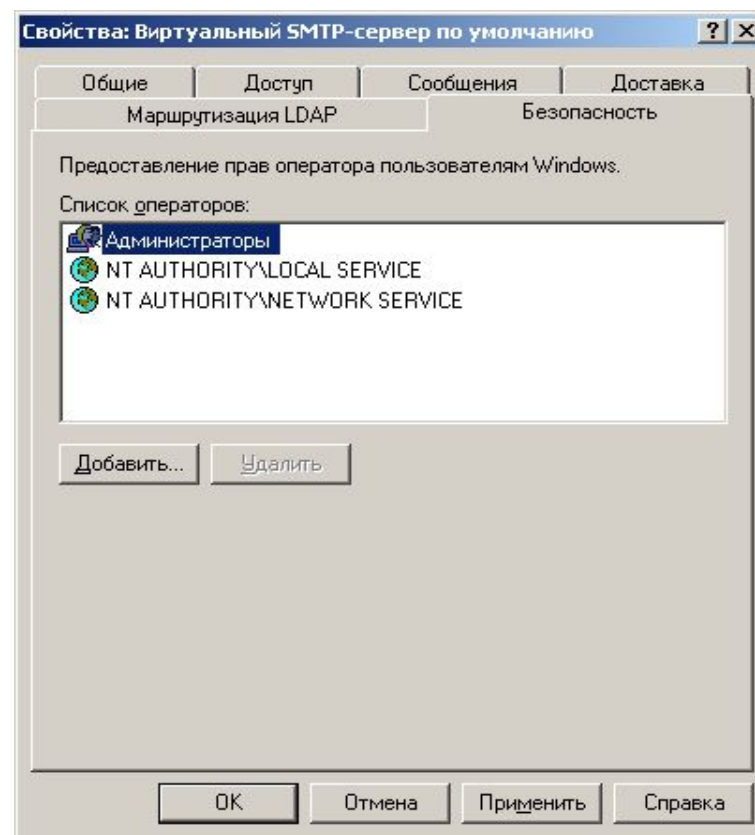 Свойства: Виртуальный SMTP-сервер по умолчанию ? ×
Общие Доступ Сообщения Доставка
Маршрутизация LDAP Безопасность
Предоставление прав оператора пользователям Windows.
Список операторов:
Администраторы
NT AUTHORITY\LOCAL SERVICE
NT AUTHORITY\NETWORK SERVICE
Добавить... Удалить
OK Отмена Применить Справка